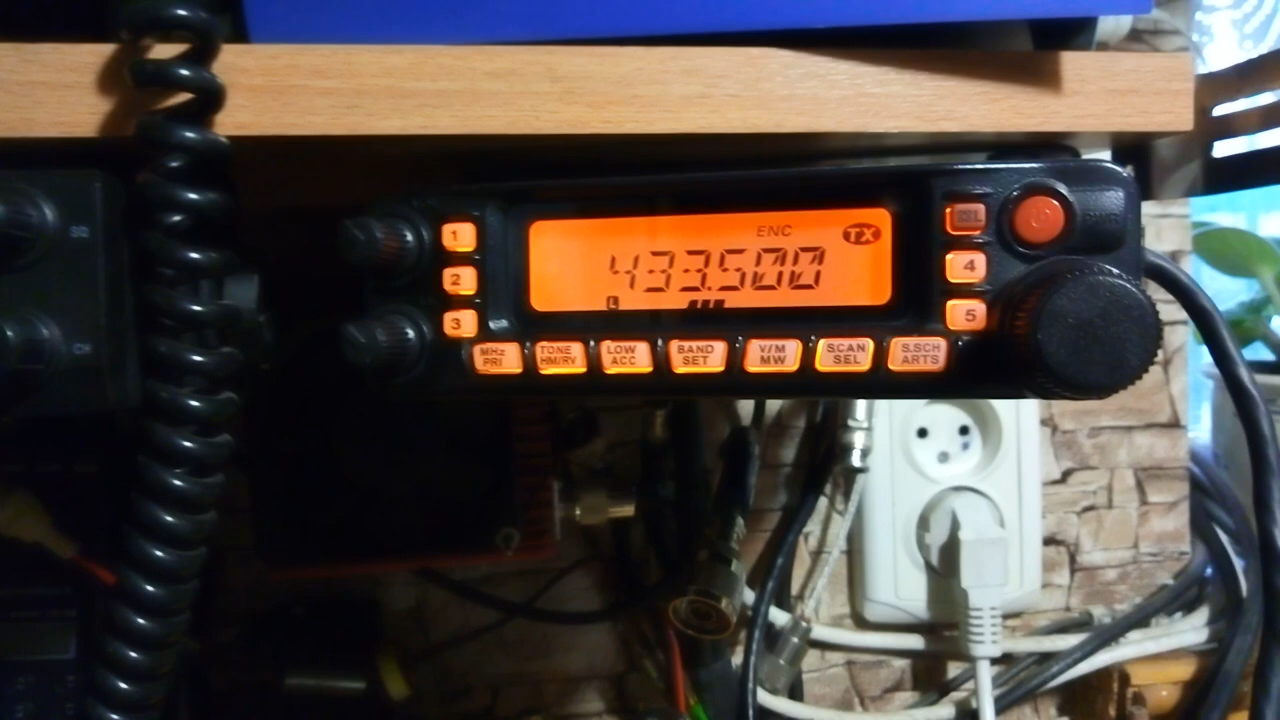 ENC TX
433.500
L
1
2
3
4
5
MHz
PRI
TONE
HM/RV
LOW
ACC
BAND
SET
V/M
MW
SCAN
SEL
S.SCH
ARTS